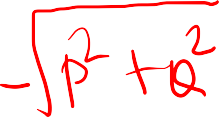 -√(p² + Q²)